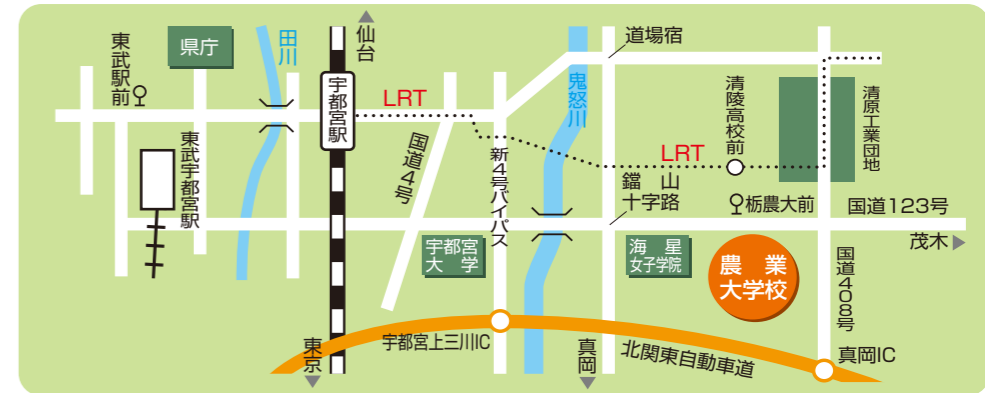 仙台
田川
県庁
東武駅前
道場宿
宇都宮駅
LRT
鬼怒川
清陵高校前
清原工業団地
国道4号
東武宇都宮駅
新4号バイパス
LRT
鐺山
十字路
栃農大前
国道123号
茂木
宇都宮
大学
海星
女子学院
農業
大学校
国道408号
宇都宮上三川IC
北関東自動車道
真岡IC
東京
真岡